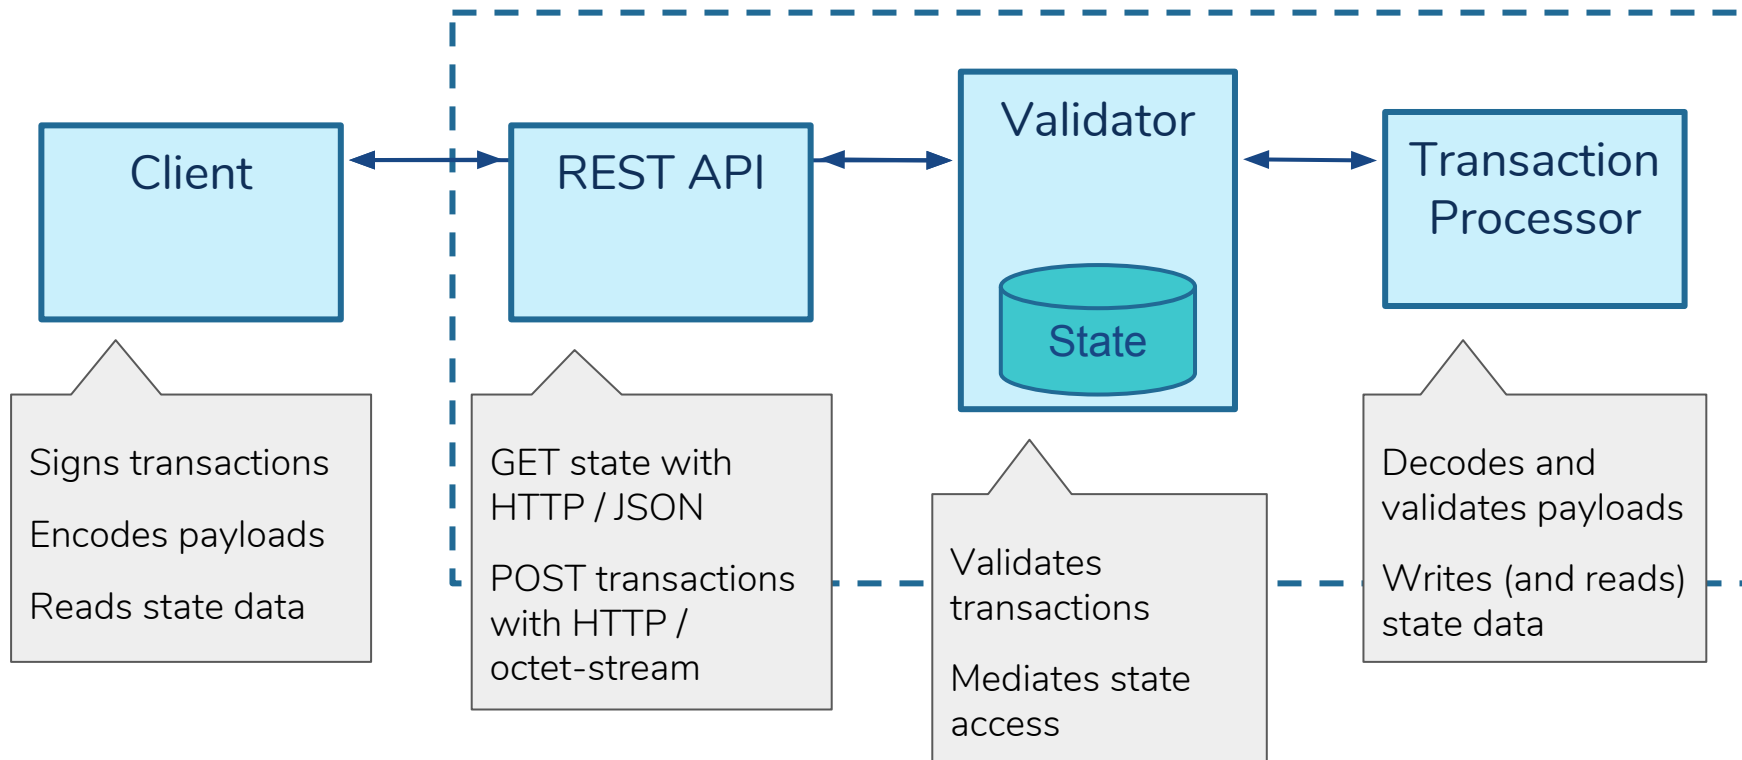 Client
REST API
Validator
State
Transaction
Processor
Signs transactions
Encodes payloads
Reads state data
GET state with
HTTP / JSON
POST transactions
with HTTP /
octet-stream
Validates
transactions
Mediates state
access
Decodes and
validates payloads
Writes (and reads)
state data